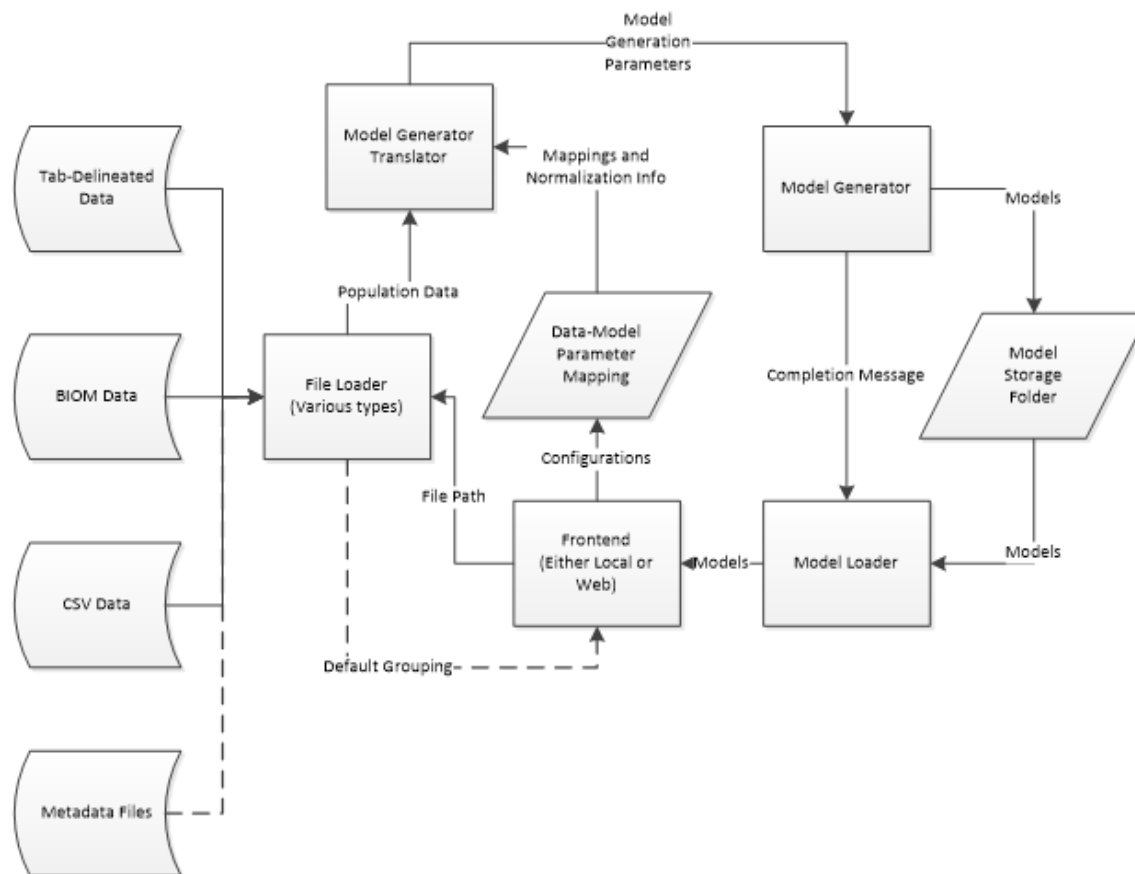 Model
Generation
Parameters
Tab-Delineated
Data
Model Generator
Translator
Mappings and
Normalization Info
Model Generator
Models
Population Data
BIOM Data
File Loader
(Various types)
Data-Model
Parameter
Mapping
Completion Message
Model
Storage
Folder
Configurations
File Path
CSV Data
Frontend
(Either Local or
Web)
Models
Model Loader
Models
Default Grouping
Metadata Files